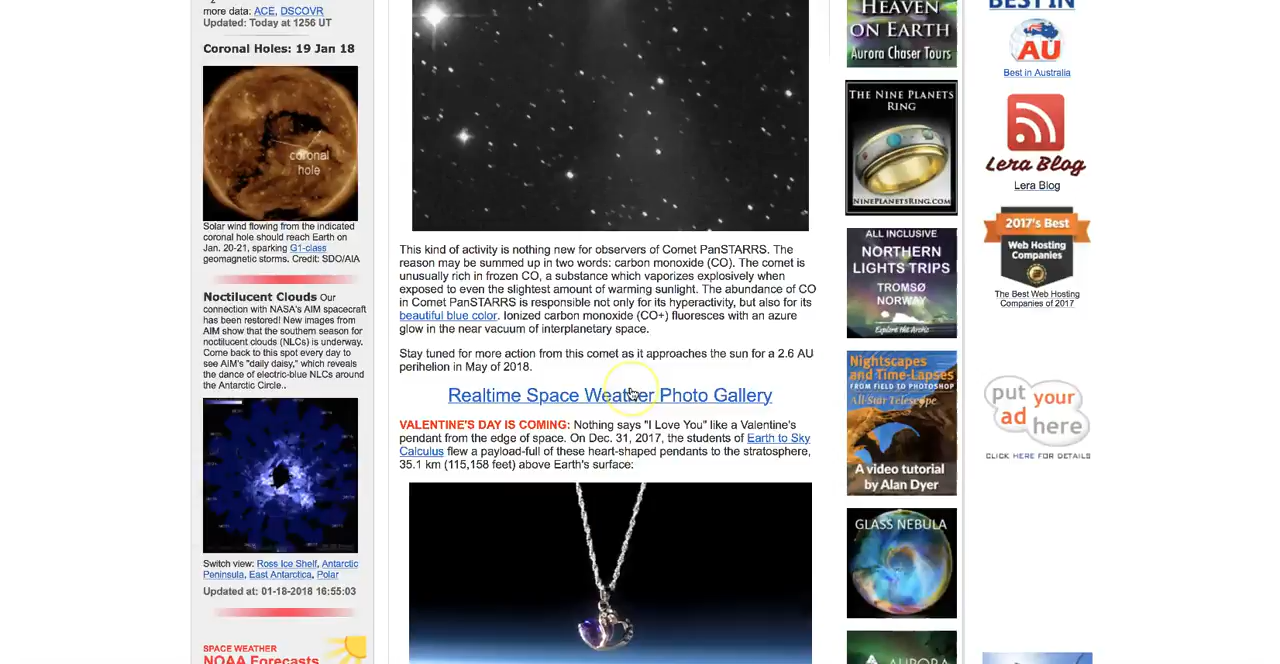 more data: ACE, DSCOVR
Updated: Today at 1256 UT
Coronal Holes: 19 Jan 18
coronal
hole
Solar wind flowing from the indicated
coronal hole should reach Earth on
Jan. 20-21, sparking G1-class
geomagnetic storms. Credit: SDO/AIA
Noctilucent Clouds Our
connection with NASA's AIM spacecraft
has been restored! New images from
AIM show that the southern season for
noctilucent clouds (NLCs) is underway.
Come back to this spot every day to
see AIM's "daily daisy," which reveals
the dance of electric-blue NLCs around
the Antarctic Circle..
Switch view: Ross Ice Shelf, Antarctic
Peninsula, East Antarctica, Polar
Updated at: 01-18-2018 16:55:03
SPACE WEATHER
NOAA Forecasts
This kind of activity is nothing new for observers of Comet PanSTARRS. The
reason may be summed up in two words: carbon monoxide (CO). The comet is
unusually rich in frozen CO, a substance which vaporizes explosively when
exposed to even the slightest amount of warming sunlight. The abundance of CO
in Comet PanSTARRS is responsible not only for its hyperactivity, but also for its
beautiful blue color. Ionized carbon monoxide (CO+) fluoresces with an azure
glow in the near vacuum of interplanetary space.
Stay tuned for more action from this comet as it approaches the sun for a 2.6 AU
perihelion in May of 2018.
Realtime Space Weather Photo Gallery
VALENTINE'S DAY IS COMING: Nothing says "I Love You" like a Valentine's
pendant from the edge of space. On Dec. 31, 2017, the students of Earth to Sky
Calculus flew a payload-full of these heart-shaped pendants to the stratosphere,
35.1 km (115,158 feet) above Earth's surface:
HEAVEN
ON EARTH
Aurora Chaser Tours
THE NINE PLANETS
RING
NINEPLANETSRING.COM
ALL INCLUSIVE
NORTHERN
LIGHTS TRIPS
TROMSØ
NORWAY
Explore the Arctic
Nightscapes
and Time-Lapses
FROM FIELD TO PHOTOSHOP
All-Star Telescope
A video tutorial
by Alan Dyer
GLASS NEBULA
AURORA
BEST IN
AU
Best in Australia
Lera Blog
Lera Blog
2017's Best
Web Hosting
Companies
The Best Web Hosting
Companies of 2017
put your
ad here
CLICK HERE FOR DETAILS